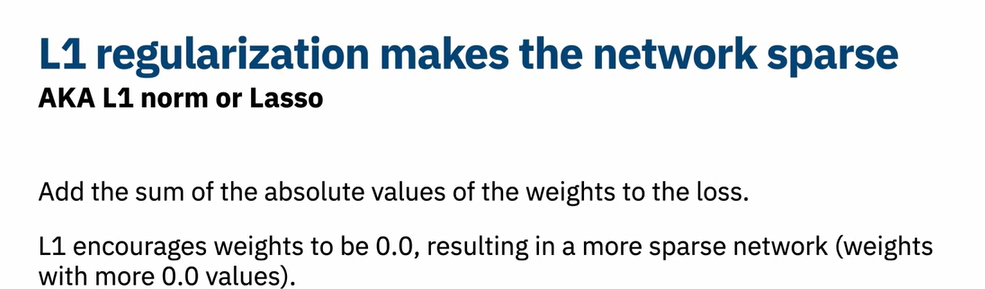 L1 regularization makes the network sparse
AKA L1 norm or Lasso
Add the sum of the absolute values of the weights to the loss.
L1 encourages weights to be 0.0, resulting in a more sparse network (weights
with more 0.0 values).